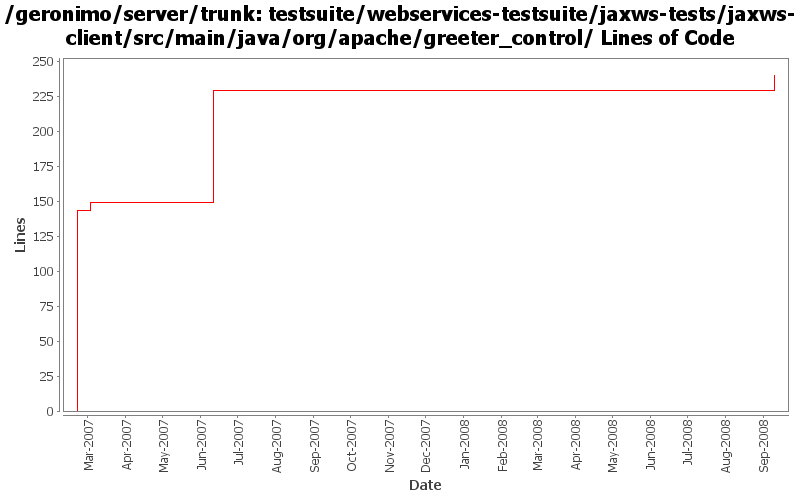 /geronimo/server/trunk: testsuite/webservices-testsuite/jaxws-tests/jaxws-
client/src/main/java/org/apache/greeter_control/ Lines of Code
250
225
200
175
150
125
100
75
50
25
0
Lines
Mar-2007
Apr-2007
May-2007
Jun-2007
Jul-2007
Aug-2007
Sep-2007
Oct-2007
Nov-2007
Dec-2007
Jan-2008
Feb-2008
Mar-2008
Apr-2008
May-2008
Jun-2008
Jul-2008
Aug-2008
Sep-2008
Date